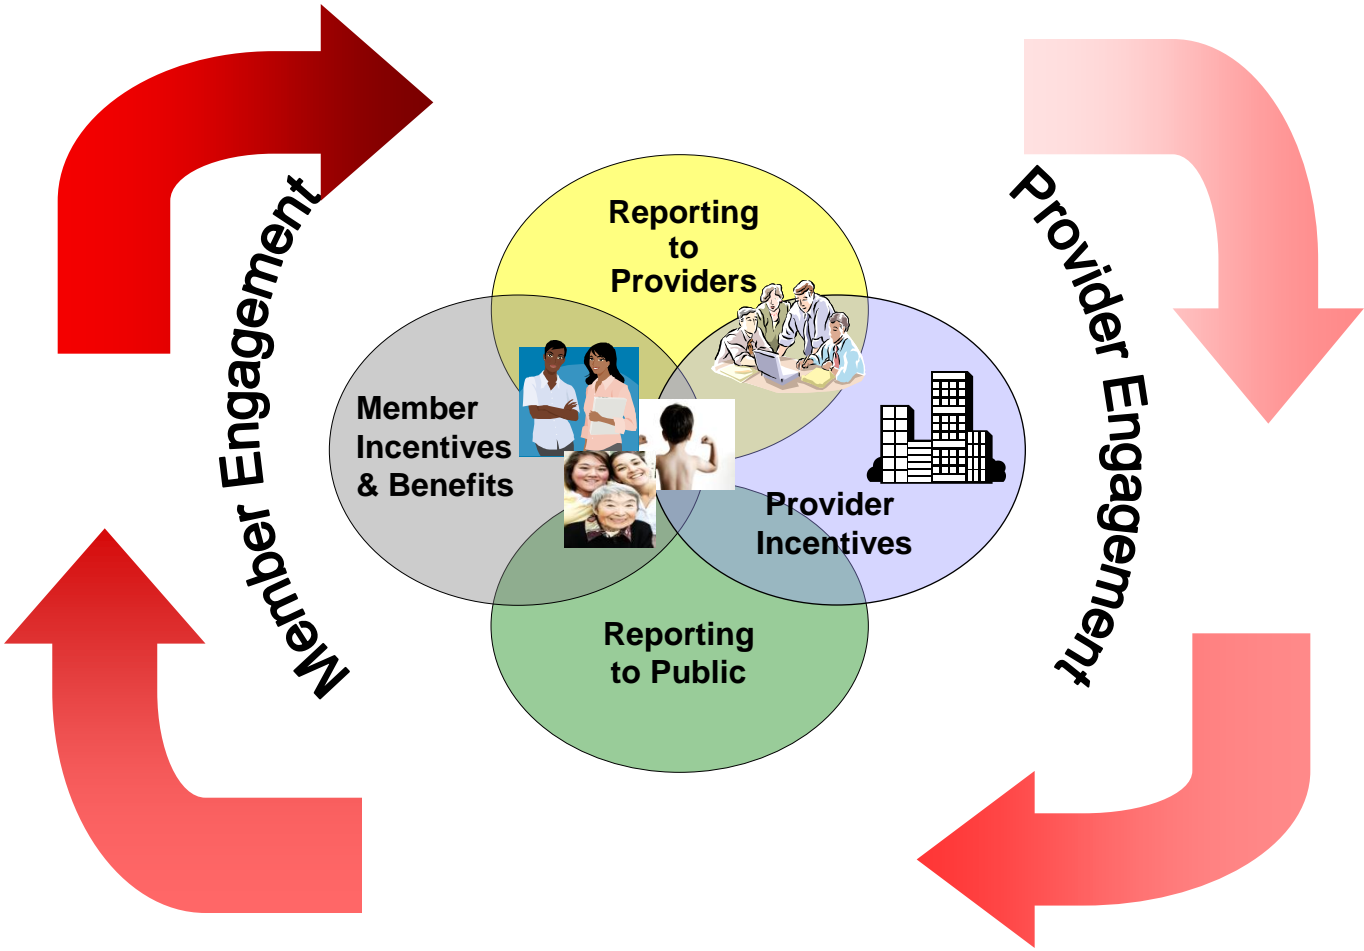 Member Engagement
Provider Engagement
Reporting
to
Providers
Member
Incentives
& Benefits
Provider
Incentives
Reporting
to Public